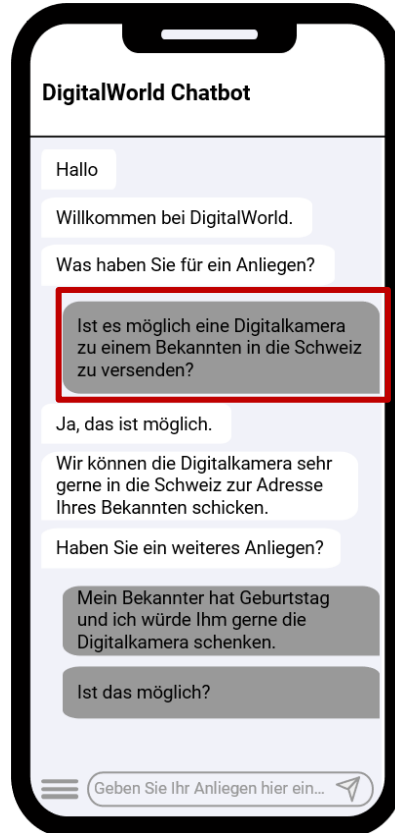 DigitalWorld Chatbot
Hallo
Willkommen bei DigitalWorld.
Was haben Sie für ein Anliegen?
Ist es möglich eine Digitalkamera
zu einem Bekannten in die Schweiz
zu versenden?
Ja, das ist möglich.
Wir können die Digitalkamera sehr
gerne in die Schweiz zur Adresse
Ihres Bekannten schicken.
Haben Sie ein weiteres Anliegen?
Mein Bekannter hat Geburtstag
und ich würde Ihm gerne die
Digitalkamera schenken.
Ist das möglich?
Geben Sie Ihr Anliegen hier ein...